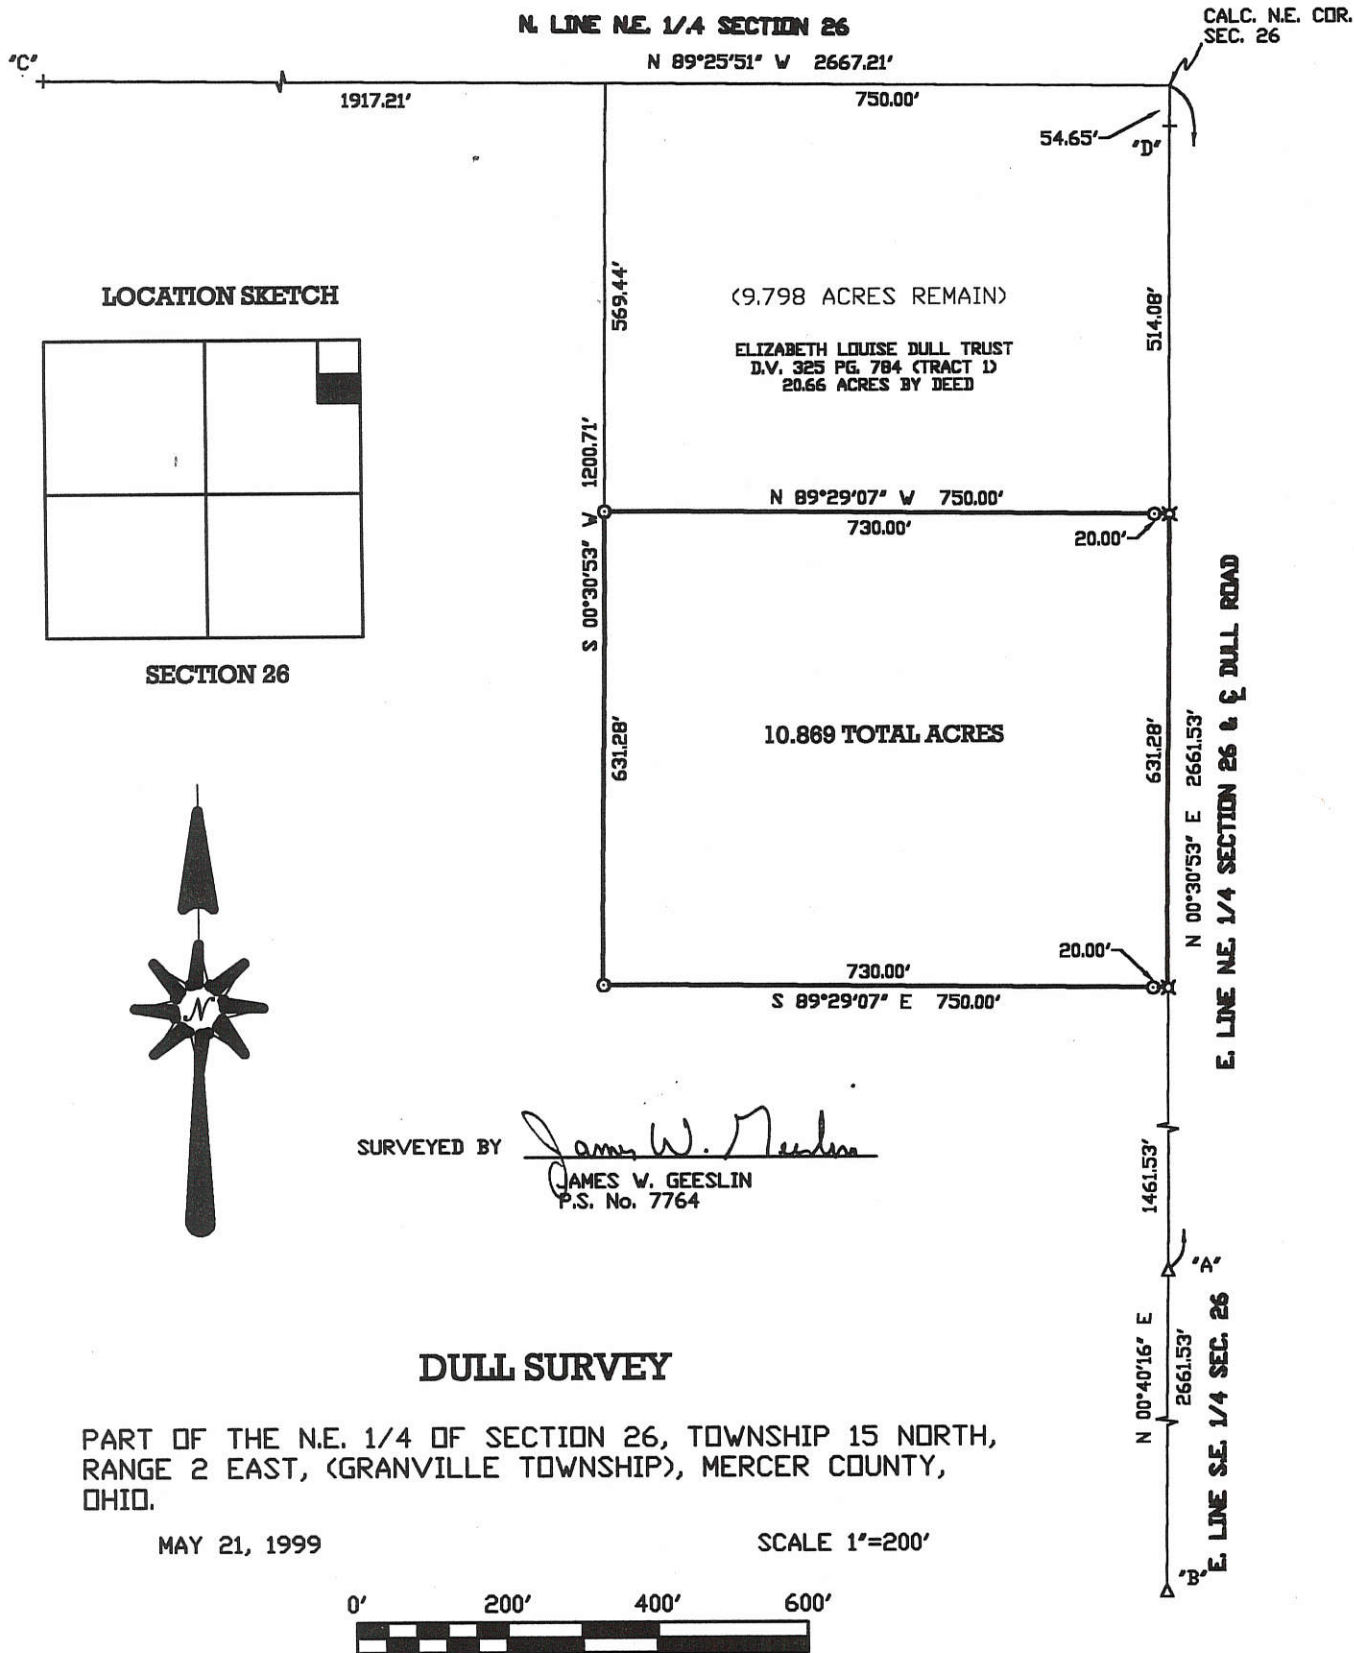 N. LINE N.E. 1/4 SECTION 26
CALC. N.E. COR.
SEC. 26
"C"
N 89°25'51" W 2667.21'
1917.21'
750.00'
54.65'
"D"
LOCATION SKETCH
569.44'
(9.798 ACRES REMAIN)
514.08'
ELIZABETH LOUISE DULL TRUST
D.V. 325 PG. 784 (TRACT 1)
20.66 ACRES BY DEED
S 00°30'53" W 1200.71'
N 89°29'07" W 750.00'
730.00'
20.00'
SECTION 26
631.28'
10.869 TOTAL ACRES
631.28'
N 00°30'53" E 2661.53'
E. LINE N.E. 1/4 SECTION 26 & ℄ DULL ROAD
N
20.00'
730.00'
S 89°29'07" E 750.00'
SURVEYED BY James W. Geeslin
JAMES W. GEESLIN
P.S. No. 7764
1461.53'
"A"
N 00°40'16" E
2661.53'
E. LINE S.E. 1/4 SEC. 26
"B"
DULL SURVEY
PART OF THE N.E. 1/4 OF SECTION 26, TOWNSHIP 15 NORTH,
RANGE 2 EAST, (GRANVILLE TOWNSHIP), MERCER COUNTY,
OHIO.
MAY 21, 1999
SCALE 1"=200'
0' 200' 400' 600'